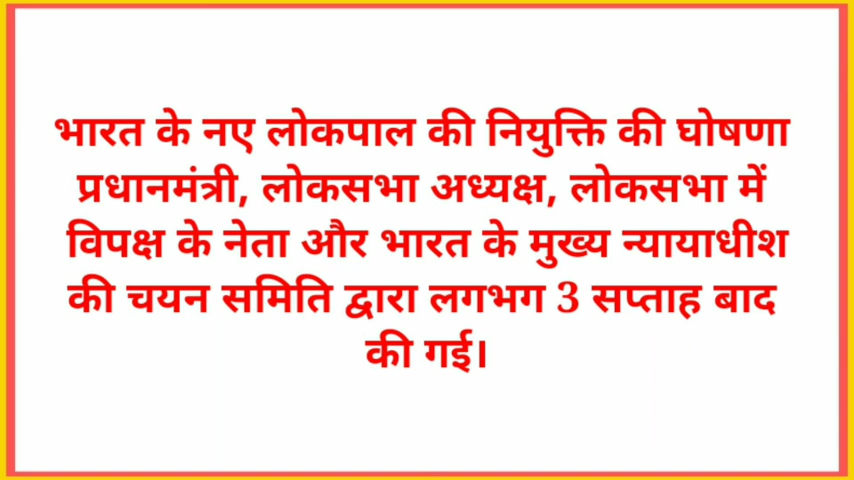 भारत के नए लोकपाल की नियुक्ति की घोषणा
प्रधानमंत्री, लोकसभा अध्यक्ष, लोकसभा में
विपक्ष के नेता और भारत के मुख्य न्यायाधीश
की चयन समिति द्वारा लगभग 3 सप्ताह बाद
की गई।